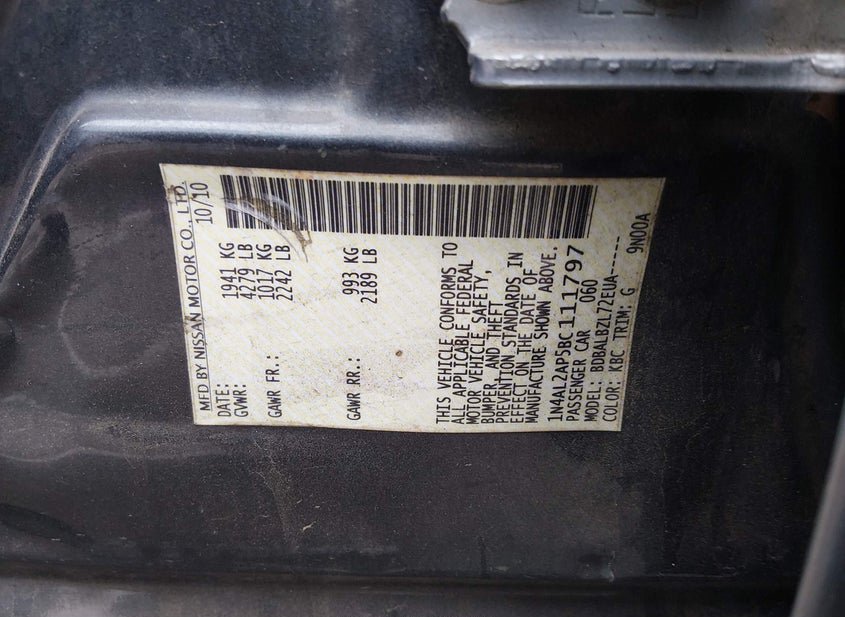 MFD BY NISSAN MOTOR CO., LTD.
DATE: 10/10
GVWR: 1941 KG
4279 LB
GAWR FR.: 1017 KG
2242 LB
GAWR RR.: 993 KG
2189 LB
THIS VEHICLE CONFORMS TO
ALL APPLICABLE FEDERAL
MOTOR VEHICLE SAFETY,
BUMPER, AND THEFT
PREVENTION STANDARDS IN
EFFECT ON THE DATE OF
MANUFACTURE SHOWN ABOVE.
1N4AL2AP5BC111797
PASSENGER CAR 060
MODEL: BDBALBZL72EUA-----
COLOR: KBC TRIM: G 9N00A